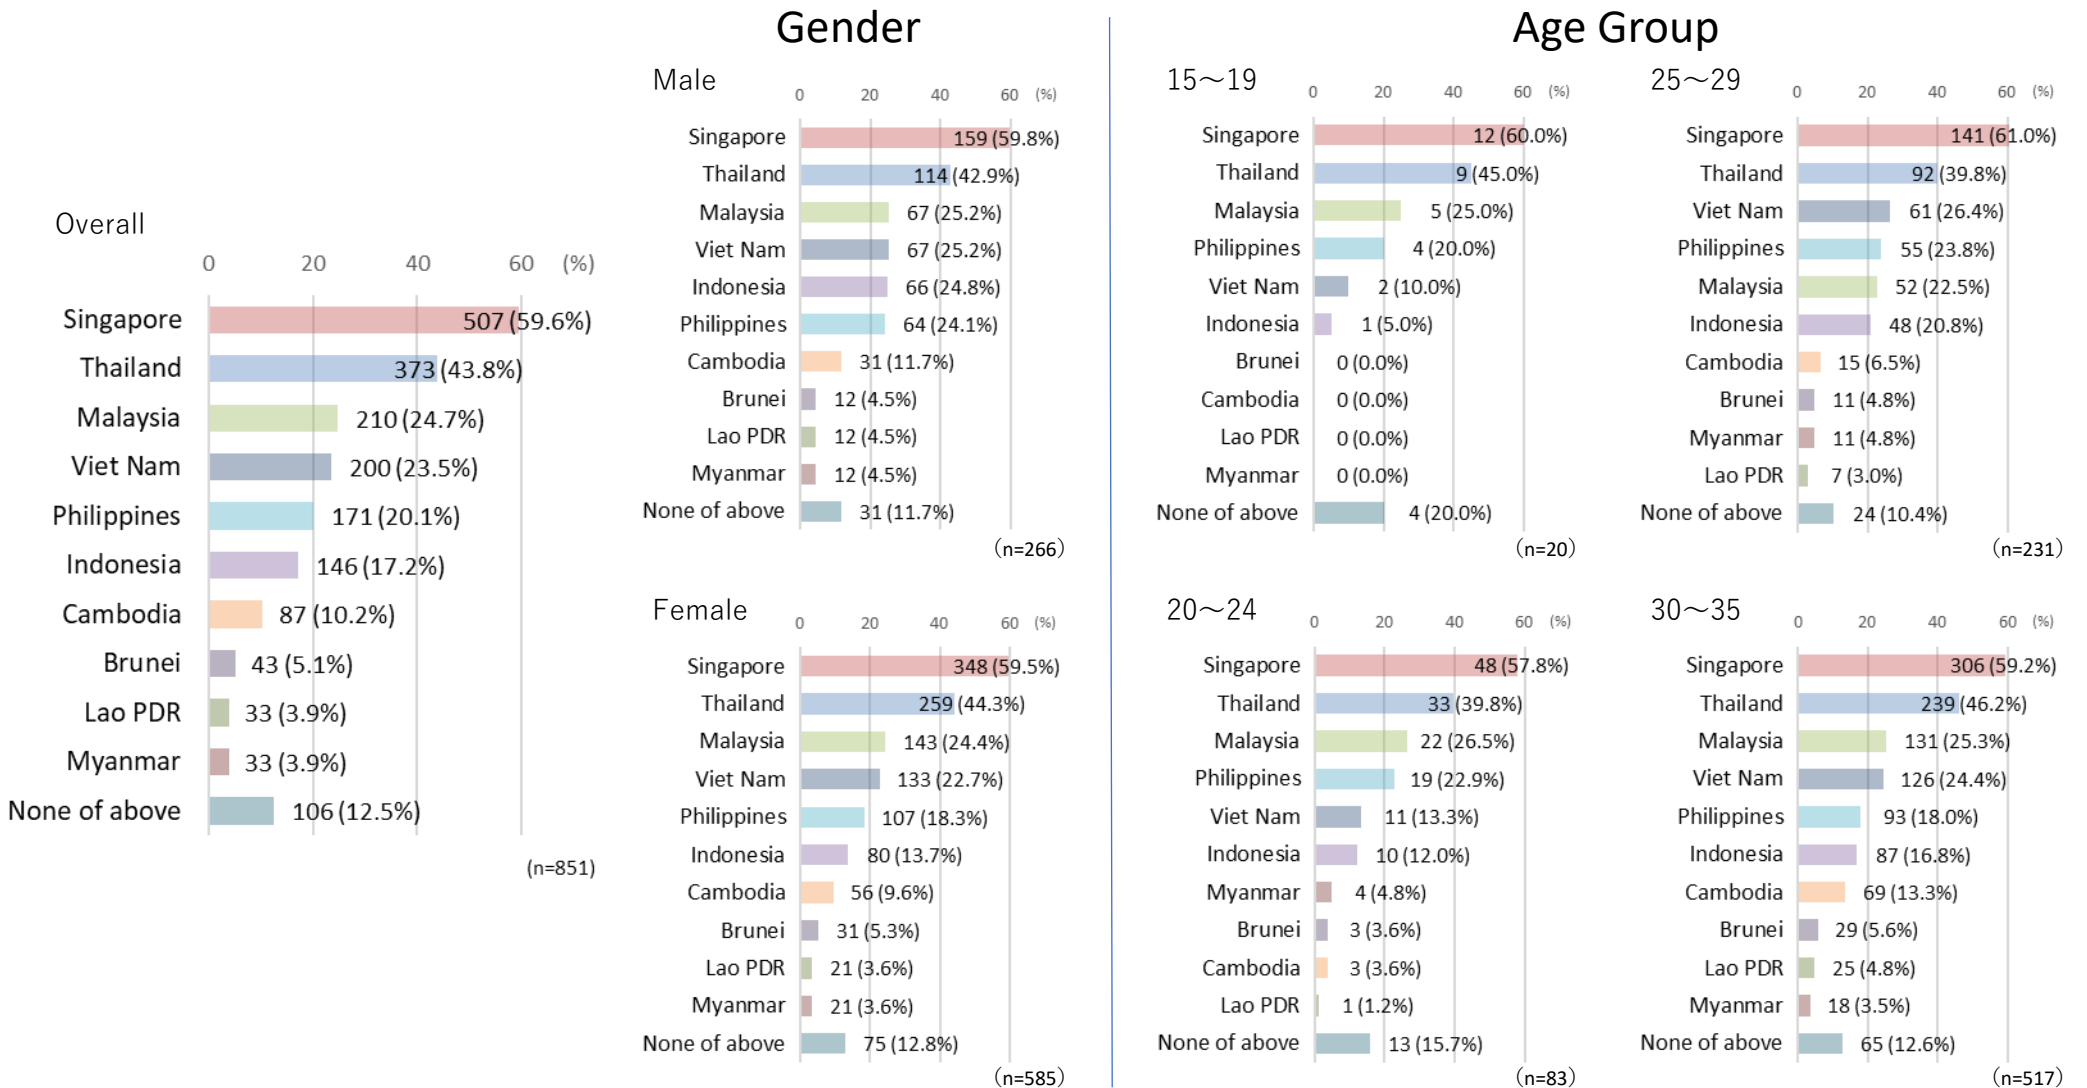 Gender
Age Group
Overall
0 20 40 60 (%)
Singapore 507 (59.6%)
Thailand 373 (43.8%)
Malaysia 210 (24.7%)
Viet Nam 200 (23.5%)
Philippines 171 (20.1%)
Indonesia 146 (17.2%)
Cambodia 87 (10.2%)
Brunei 43 (5.1%)
Lao PDR 33 (3.9%)
Myanmar 33 (3.9%)
None of above 106 (12.5%)
(n=851)
Male
0 20 40 60 (%)
Singapore 159 (59.8%)
Thailand 114 (42.9%)
Malaysia 67 (25.2%)
Viet Nam 67 (25.2%)
Indonesia 66 (24.8%)
Philippines 64 (24.1%)
Cambodia 31 (11.7%)
Brunei 12 (4.5%)
Lao PDR 12 (4.5%)
Myanmar 12 (4.5%)
None of above 31 (11.7%)
(n=266)
Female
0 20 40 60 (%)
Singapore 348 (59.5%)
Thailand 259 (44.3%)
Malaysia 143 (24.4%)
Viet Nam 133 (22.7%)
Philippines 107 (18.3%)
Indonesia 80 (13.7%)
Cambodia 56 (9.6%)
Brunei 31 (5.3%)
Lao PDR 21 (3.6%)
Myanmar 21 (3.6%)
None of above 75 (12.8%)
(n=585)
15～19
0 20 40 60 (%)
Singapore 12 (60.0%)
Thailand 9 (45.0%)
Malaysia 5 (25.0%)
Philippines 4 (20.0%)
Viet Nam 2 (10.0%)
Indonesia 1 (5.0%)
Brunei 0 (0.0%)
Cambodia 0 (0.0%)
Lao PDR 0 (0.0%)
Myanmar 0 (0.0%)
None of above 4 (20.0%)
(n=20)
20～24
0 20 40 60 (%)
Singapore 48 (57.8%)
Thailand 33 (39.8%)
Malaysia 22 (26.5%)
Philippines 19 (22.9%)
Viet Nam 11 (13.3%)
Indonesia 10 (12.0%)
Myanmar 4 (4.8%)
Brunei 3 (3.6%)
Cambodia 3 (3.6%)
Lao PDR 1 (1.2%)
None of above 13 (15.7%)
(n=83)
25～29
0 20 40 60 (%)
Singapore 141 (61.0%)
Thailand 92 (39.8%)
Viet Nam 61 (26.4%)
Philippines 55 (23.8%)
Malaysia 52 (22.5%)
Indonesia 48 (20.8%)
Cambodia 15 (6.5%)
Brunei 11 (4.8%)
Myanmar 11 (4.8%)
Lao PDR 7 (3.0%)
None of above 24 (10.4%)
(n=231)
30～35
0 20 40 60 (%)
Singapore 306 (59.2%)
Thailand 239 (46.2%)
Malaysia 131 (25.3%)
Viet Nam 126 (24.4%)
Philippines 93 (18.0%)
Indonesia 87 (16.8%)
Cambodia 69 (13.3%)
Brunei 29 (5.6%)
Lao PDR 25 (4.8%)
Myanmar 18 (3.5%)
None of above 65 (12.6%)
(n=517)